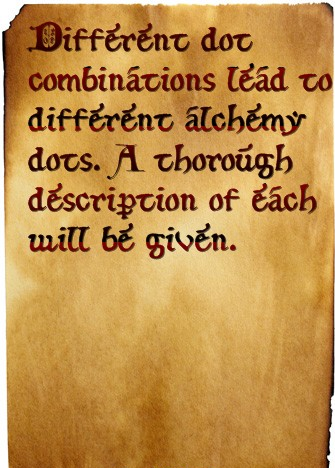 Different dot
combinations lead to
different alchemy
dots. A thorough
description of each
will be given.